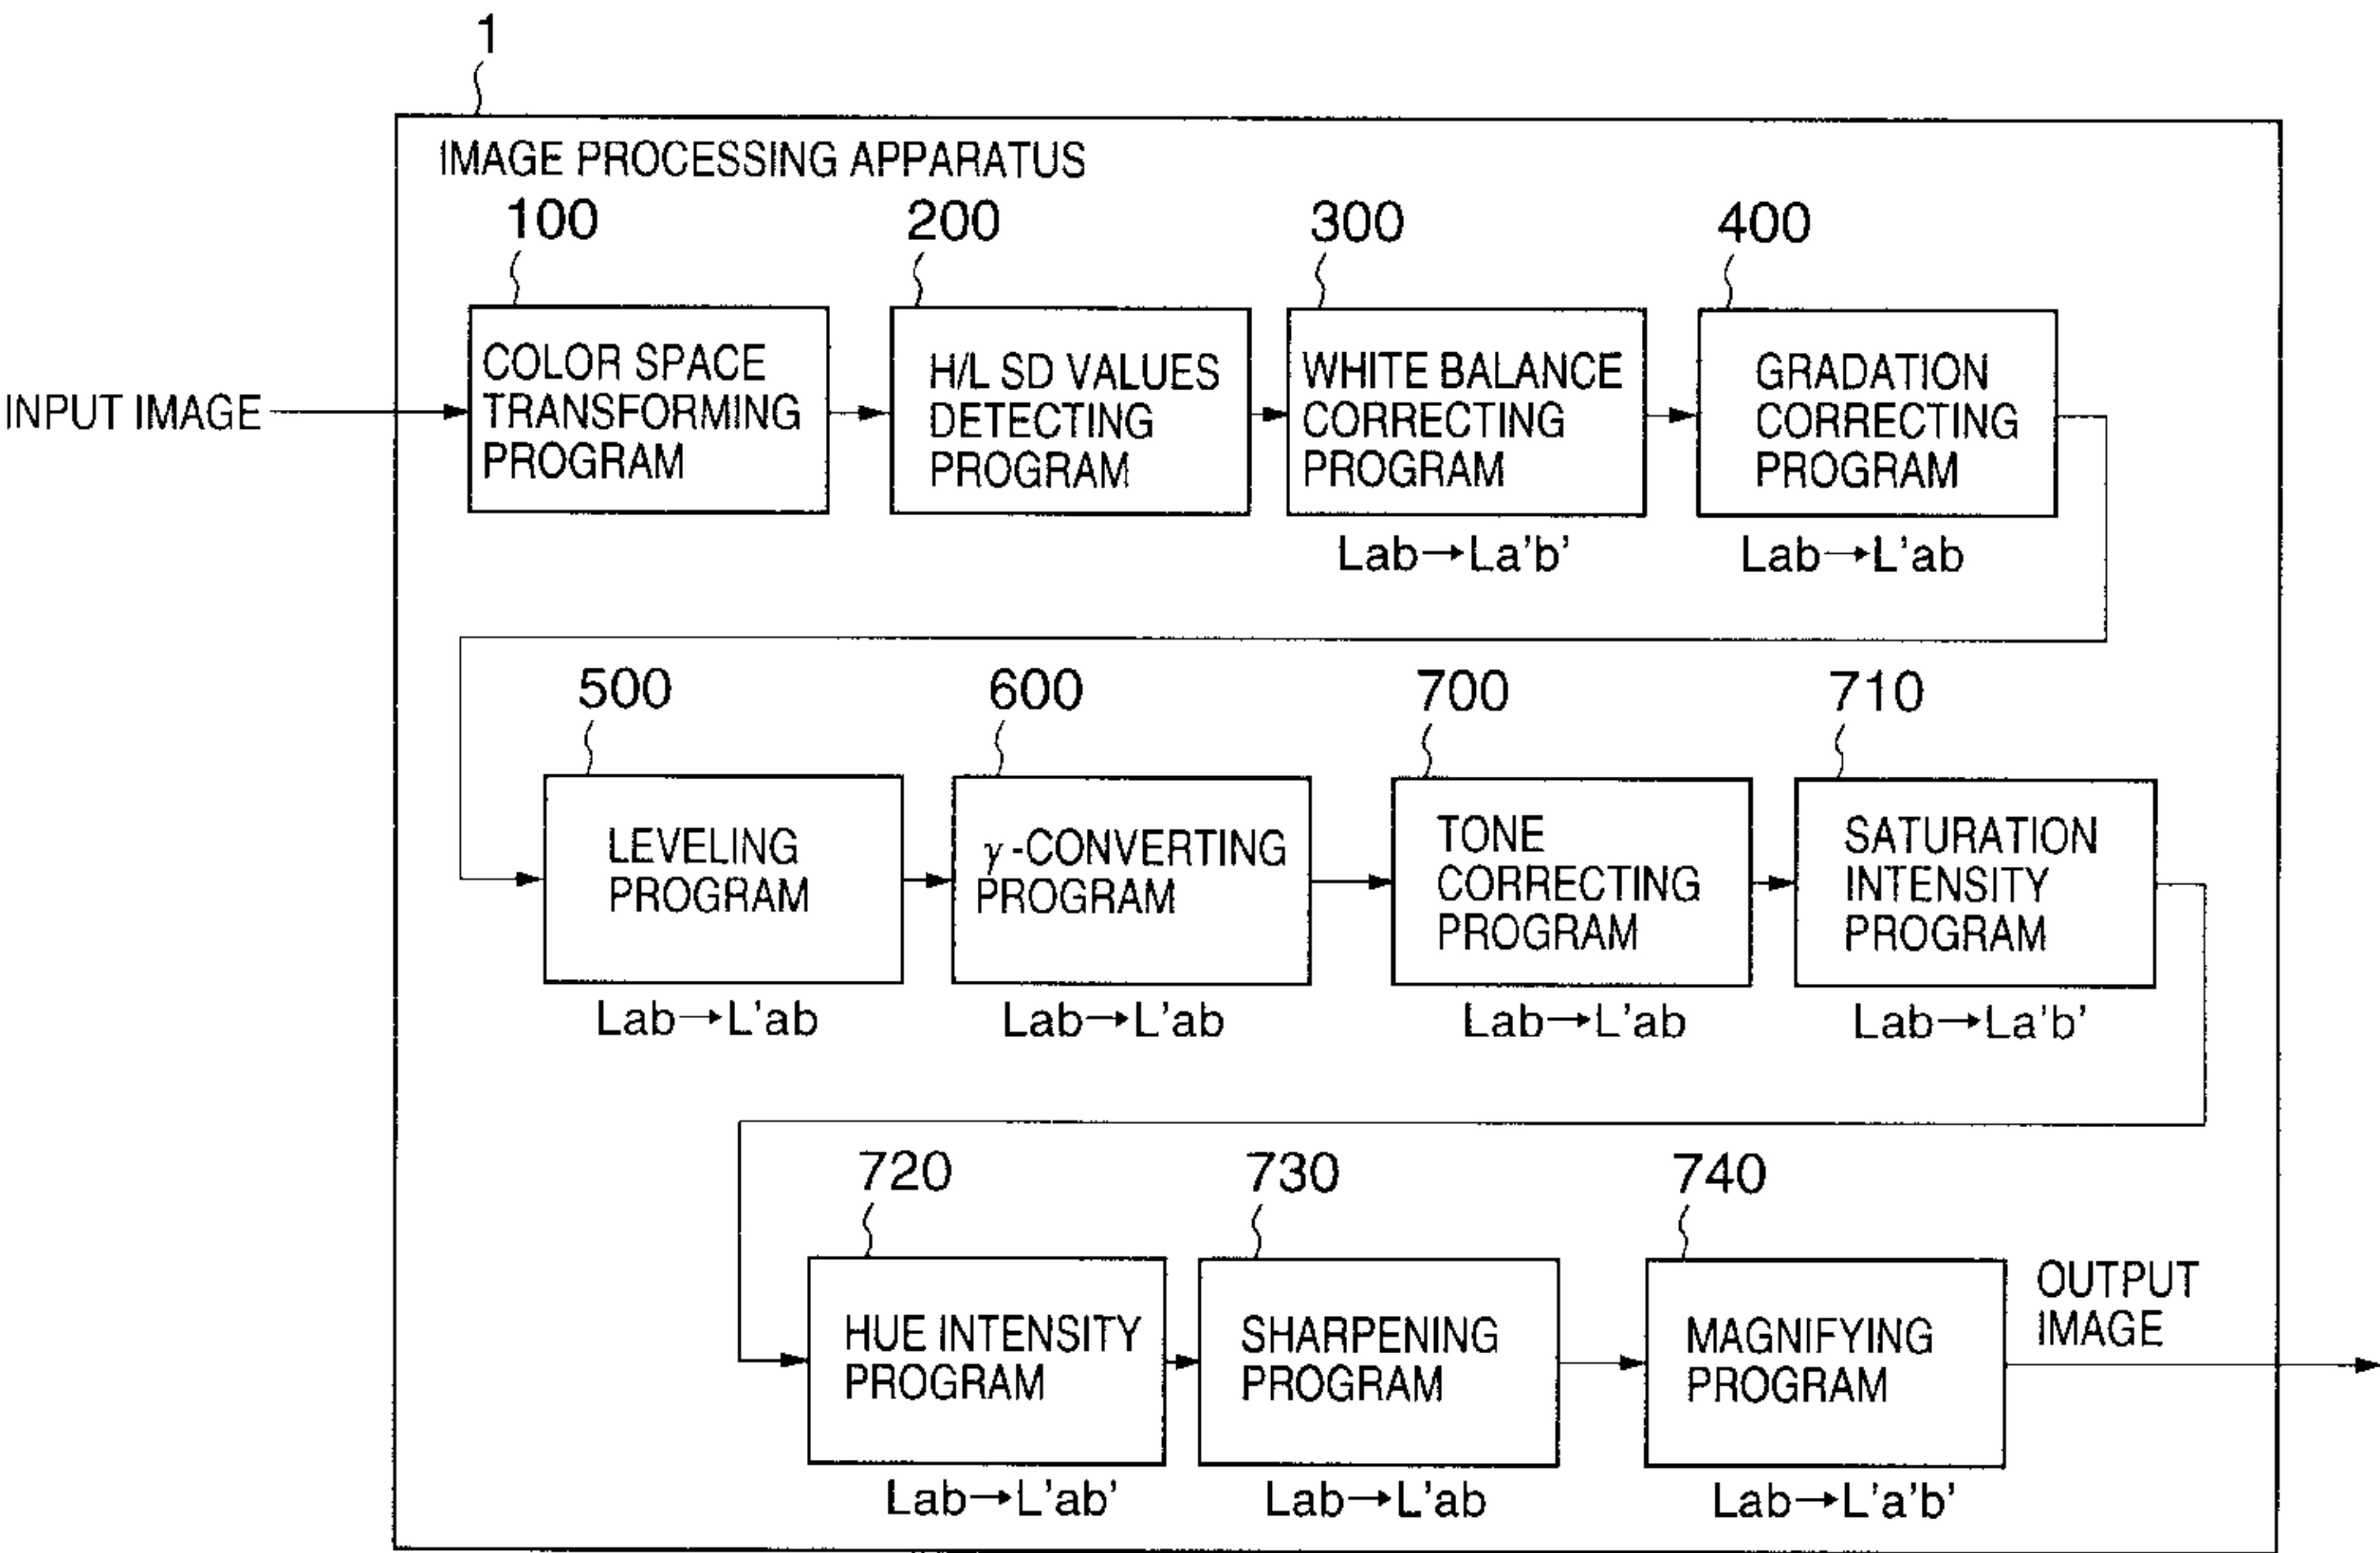 1
IMAGE PROCESSING APPARATUS
100
200
300
400
INPUT IMAGE
COLOR SPACE
TRANSFORMING
PROGRAM
H/L SD VALUES
DETECTING
PROGRAM
WHITE BALANCE
CORRECTING
PROGRAM
GRADATION
CORRECTING
PROGRAM
Lab→La'b'
Lab→L'ab
500
600
700
710
LEVELING
PROGRAM
γ-CONVERTING
PROGRAM
TONE
CORRECTING
PROGRAM
SATURATION
INTENSITY
PROGRAM
Lab→L'ab
Lab→L'ab
Lab→L'ab
Lab→La'b'
720
730
740
HUE INTENSITY
PROGRAM
SHARPENING
PROGRAM
MAGNIFYING
PROGRAM
OUTPUT
IMAGE
Lab→L'ab'
Lab→L'ab
Lab→L'a'b'